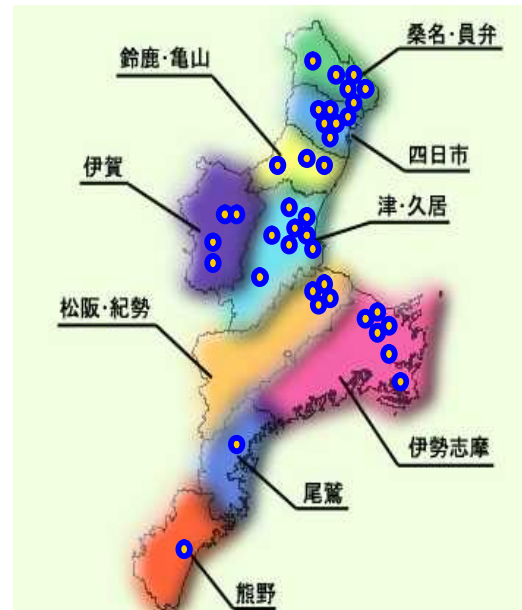 桑名・員弁
鈴鹿・亀山
四日市
伊賀
津・久居
松阪・紀勢
伊勢志摩
尾鷲
熊野